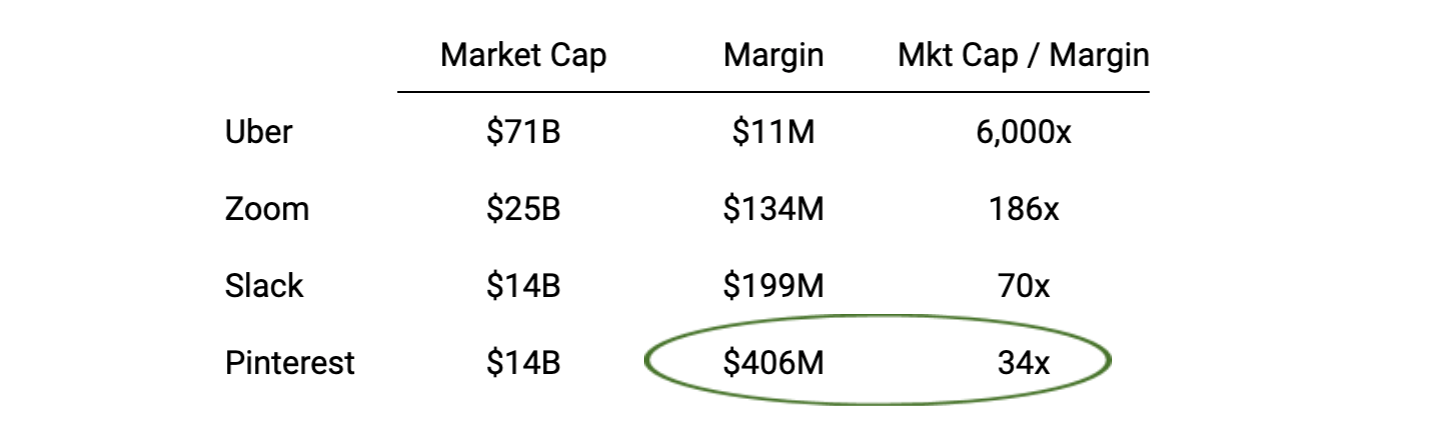 Market Cap Margin Mkt Cap / Margin
Uber $71B $11M 6,000x
Zoom $25B $134M 186x
Slack $14B $199M 70x
Pinterest $14B $406M 34x